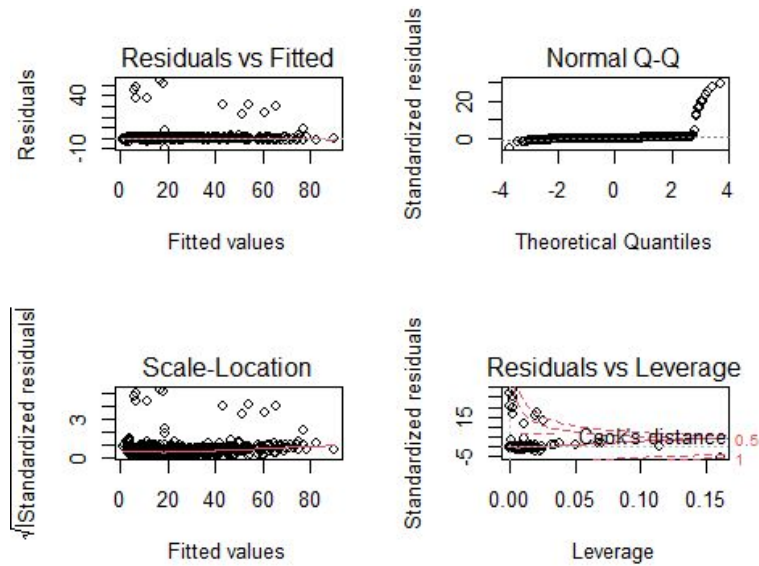 Residuals vs Fitted
Residuals
40
-10
0 20 40 60 80
Fitted values
Normal Q-Q
Standardized residuals
20
0
-4 -2 0 2 4
Theoretical Quantiles
Scale-Location
√|Standardized residuals|
3
0
0 20 40 60 80
Fitted values
Residuals vs Leverage
Standardized residuals
15
-5
Cook's distance
0.5
1
0.00 0.05 0.10 0.15
Leverage